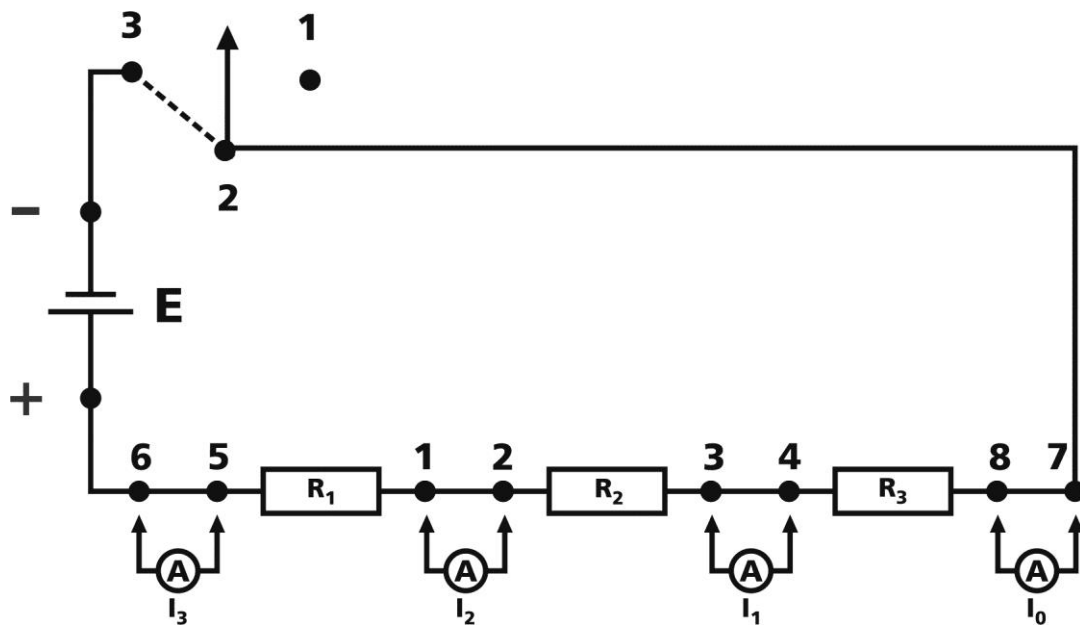 3 1
2
−
E
+
6 5 1 2 3 4 8 7
R₁ R₂ R₃
A A A A
I₃ I₂ I₁ I₀